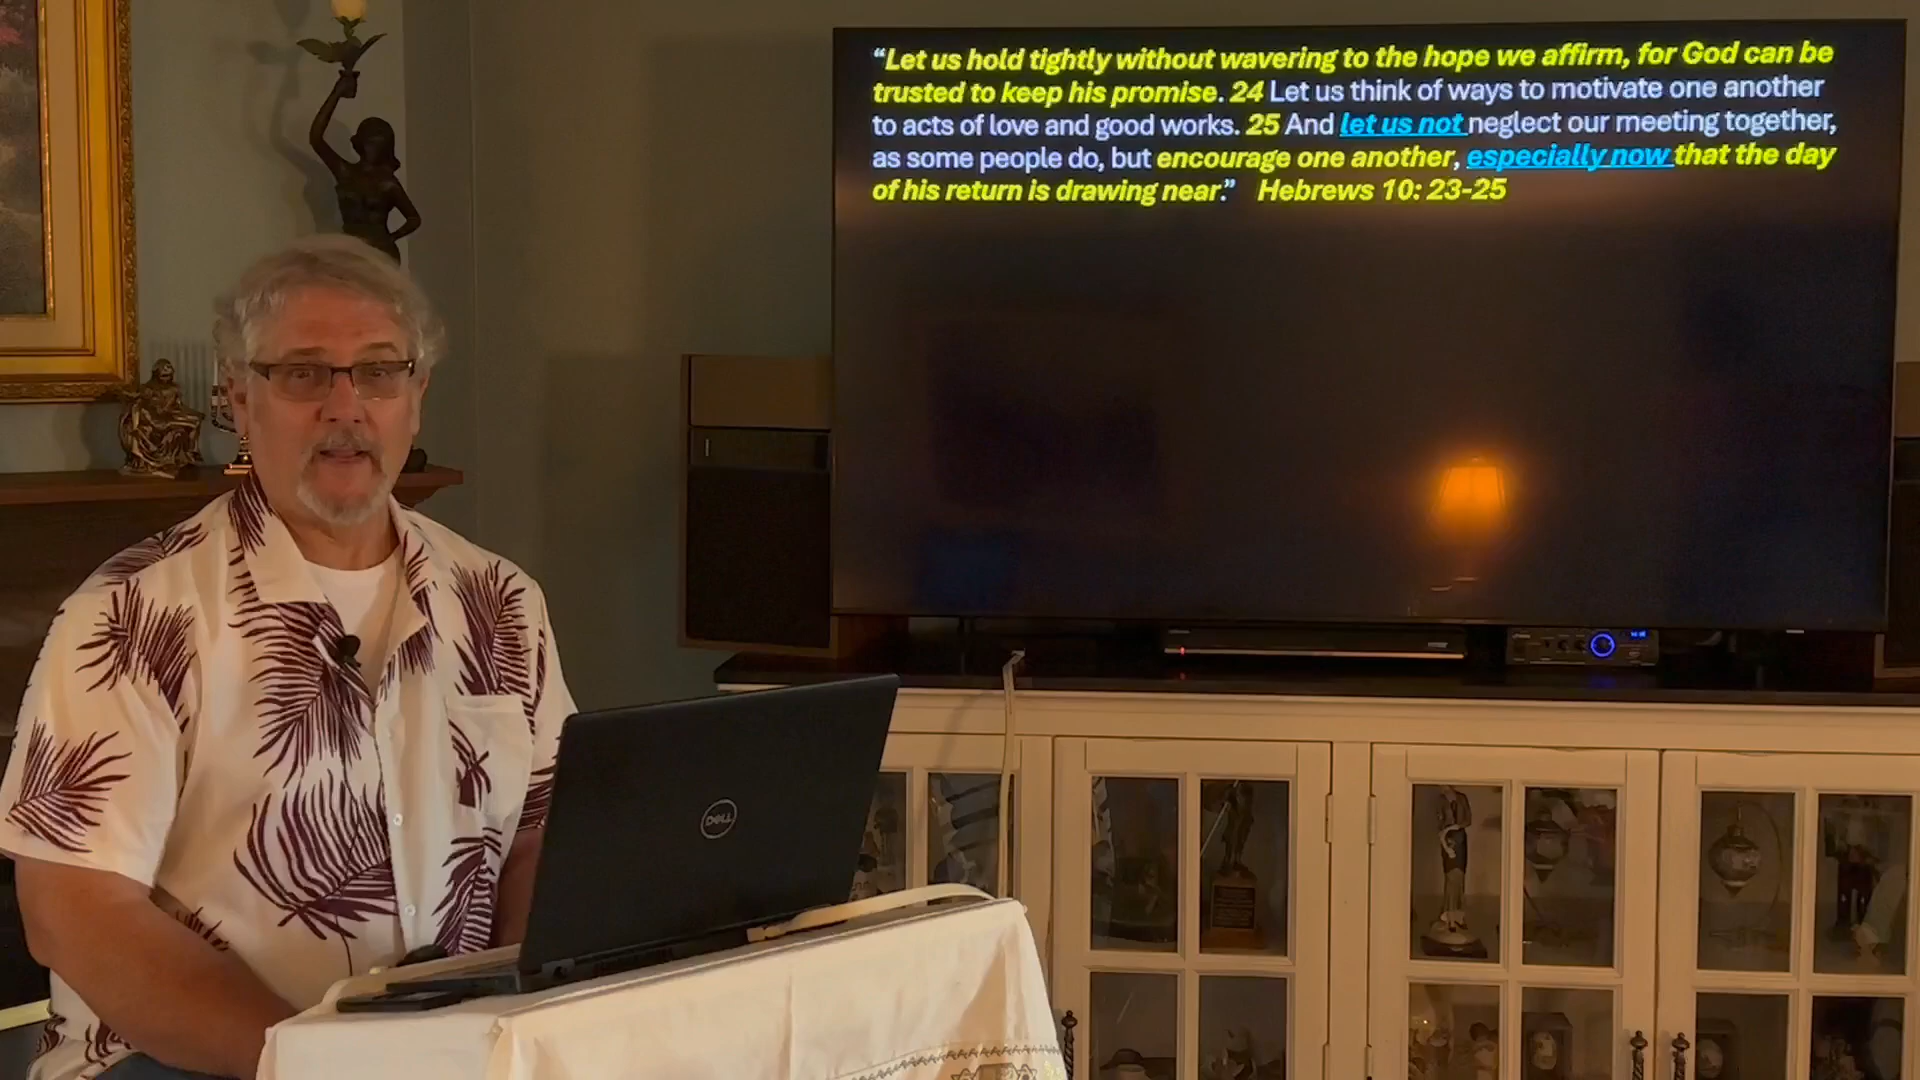 “Let us hold tightly without wavering to the hope we affirm, for God can be
trusted to keep his promise. 24 Let us think of ways to motivate one another
to acts of love and good works. 25 And let us not neglect our meeting together,
as some people do, but encourage one another, especially now that the day
of his return is drawing near.” Hebrews 10: 23-25
DELL